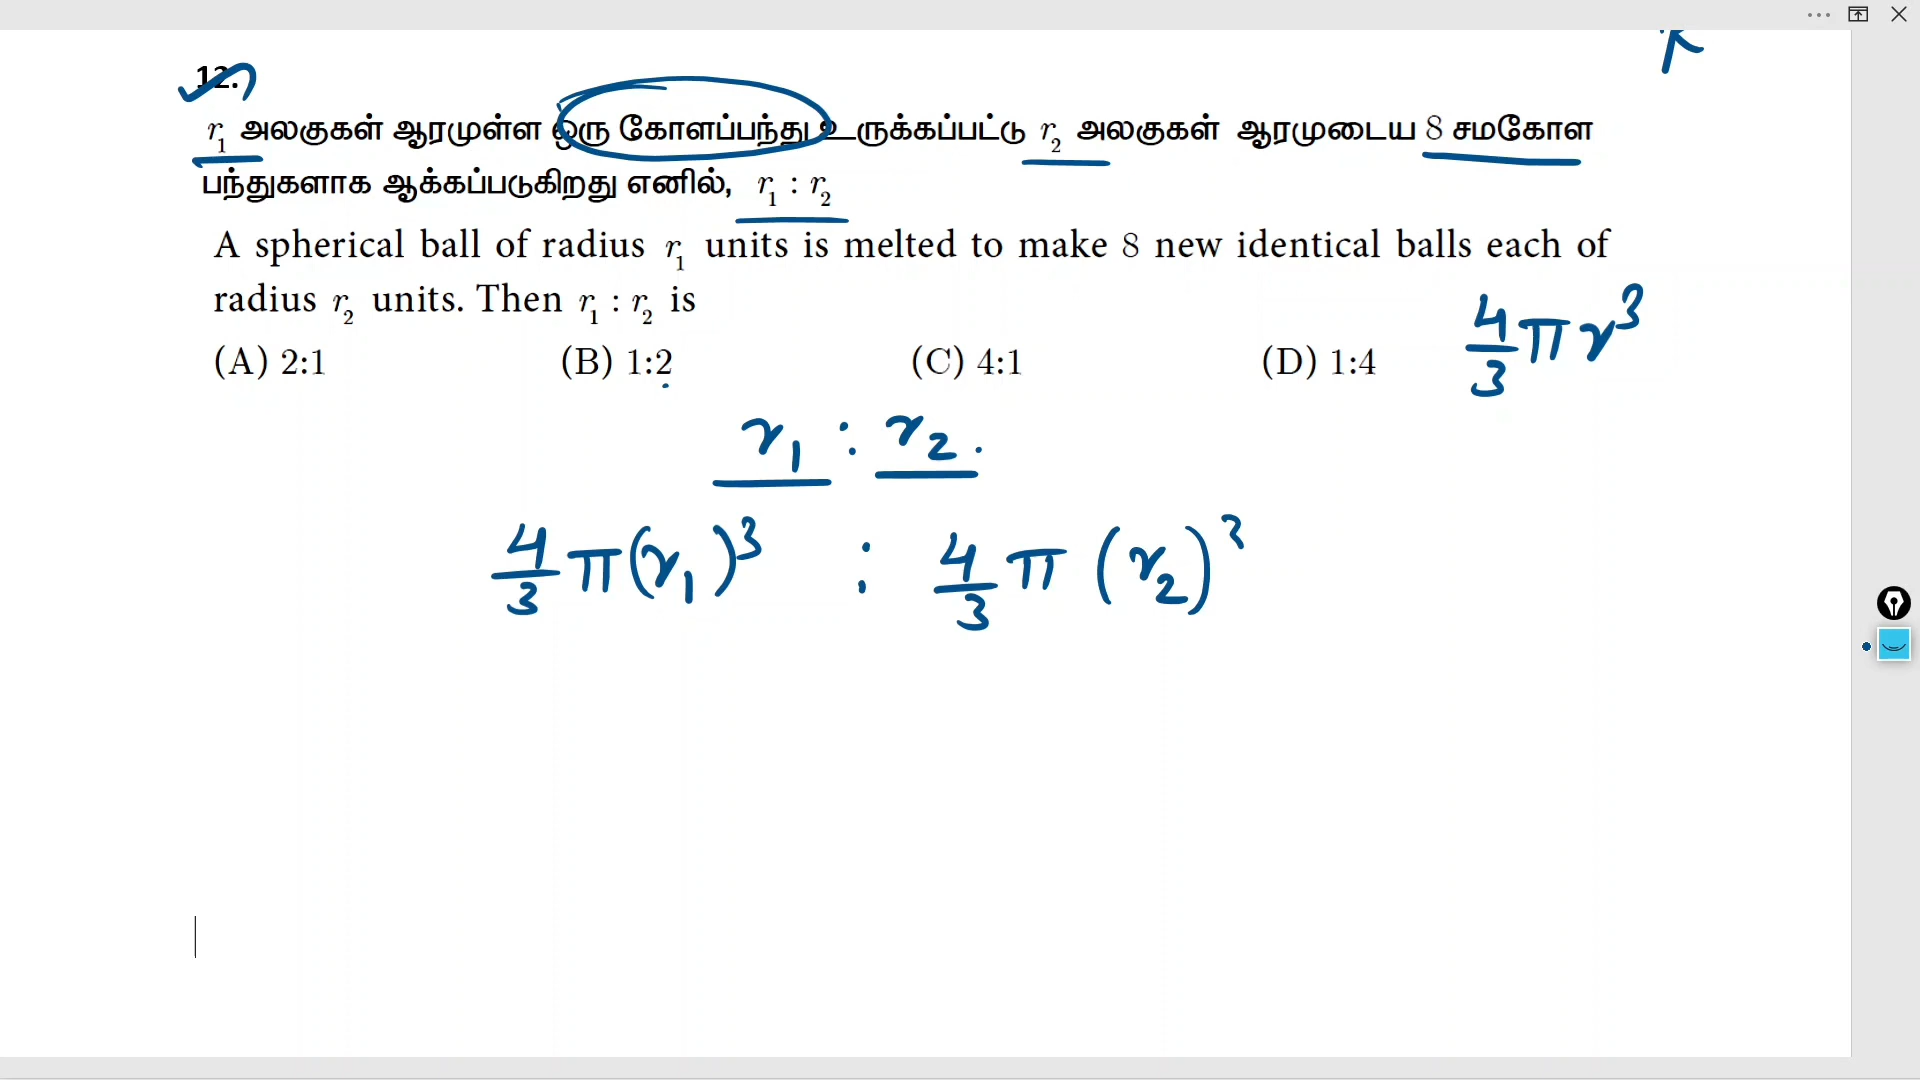 12.
r₁ அலகுகள் ஆரமுள்ள ஒரு கோளப்பந்து உருக்கப்பட்டு r₂ அலகுகள் ஆரமுடைய 8 சமகோள
பந்துகளாக ஆக்கப்படுகிறது எனில், r₁ : r₂
A spherical ball of radius r₁ units is melted to make 8 new identical balls each of
radius r₂ units. Then r₁ : r₂ is
(A) 2:1 (B) 1:2 (C) 4:1 (D) 1:4
4/3 π r³
r₁ : r₂.
4/3 π (r₁)³ : 4/3 π (r₂)³